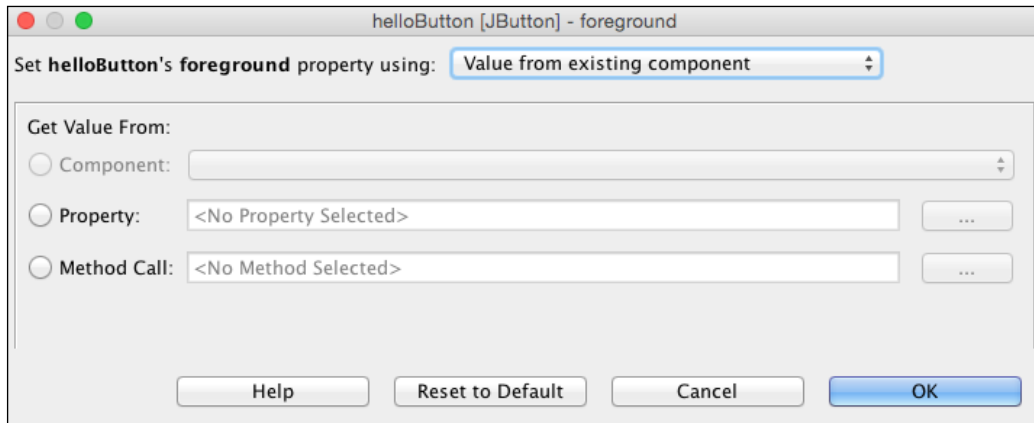 helloButton [JButton] - foreground
Set helloButton's foreground property using: Value from existing component
Get Value From:
Component:
Property: <No Property Selected> ...
Method Call: <No Method Selected> ...
Help Reset to Default Cancel OK